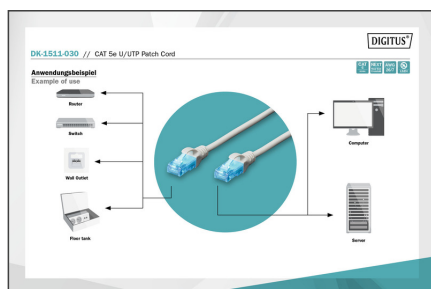 DIGITUS®
DK-1511-030 // CAT 5e U/UTP Patch Cord
Anwendungsbeispiel
Example of use
Router
Switch
Wall Outlet
Floor tank
Computer
Server